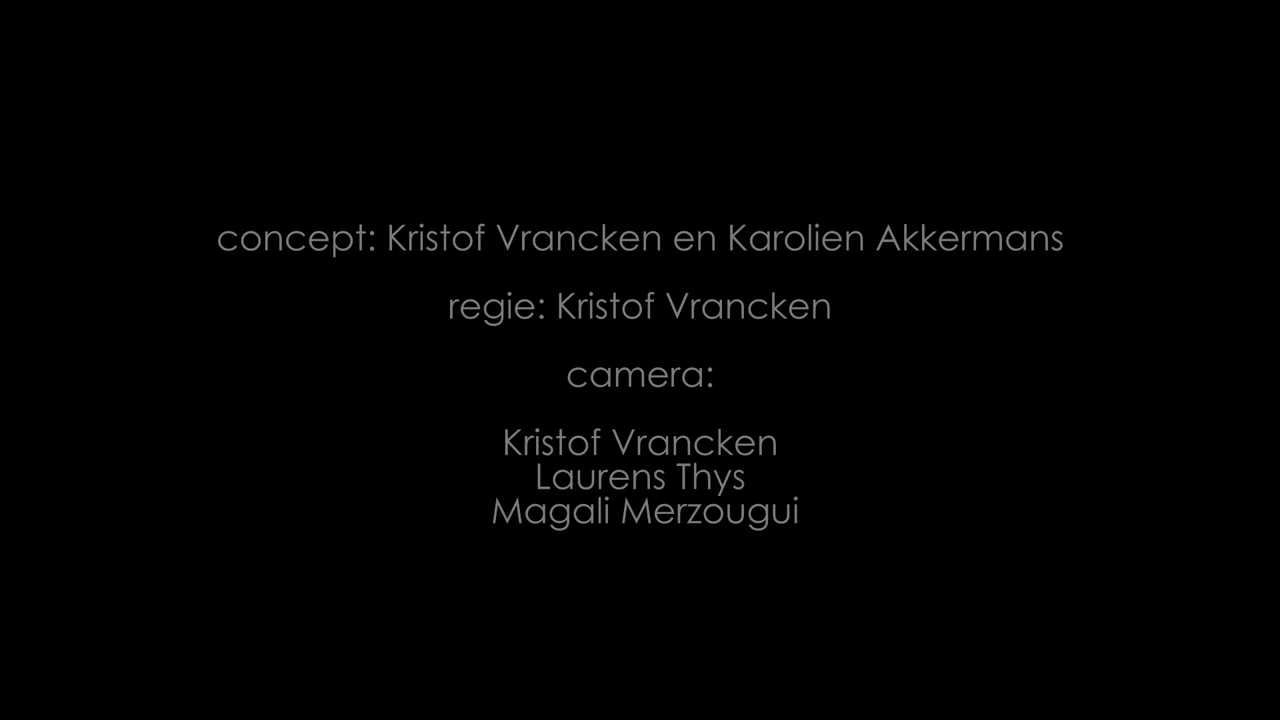 concept: Kristof Vrancken en Karolien Akkermans
regie: Kristof Vrancken
camera:
Kristof Vrancken
Laurens Thys
Magali Merzougui